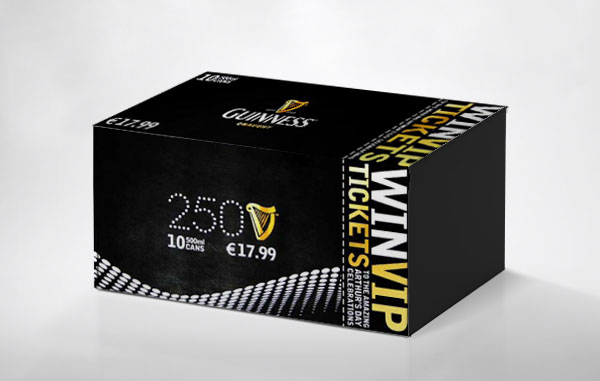 10 500ml
CANS
€17.99
GUINNESS
DRAUGHT
WIN VIP
TICKETS
250
10 500ml
CANS
€17.99
WIN VIP
TICKETS
TO THE AMAZING
ARTHUR'S DAY
CELEBRATIONS